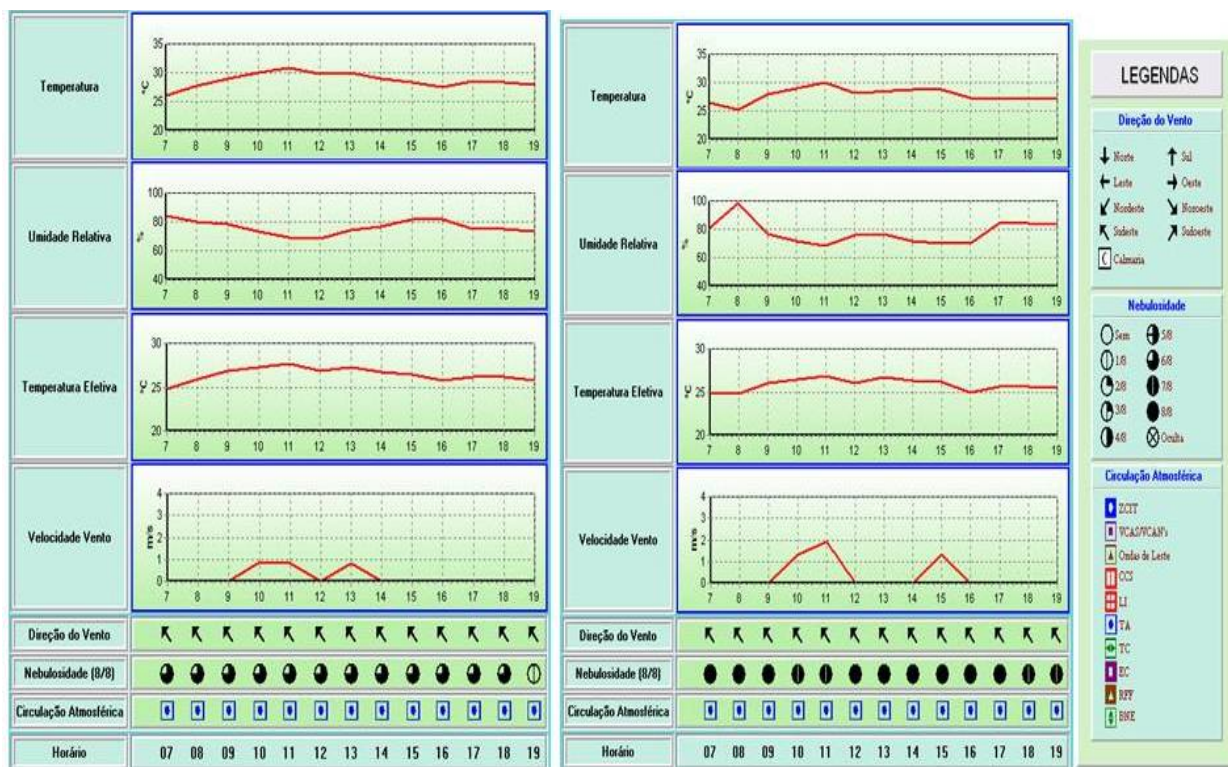 Temperatura
°C
35
30
25
20
7 8 9 10 11 12 13 14 15 16 17 18 19
Umidade Relativa
%
100
80
60
40
7 8 9 10 11 12 13 14 15 16 17 18 19
Temperatura Efetiva
°C
30
25
20
7 8 9 10 11 12 13 14 15 16 17 18 19
Velocidade Vento
m/s
4
3
2
1
0
7 8 9 10 11 12 13 14 15 16 17 18 19
Direção do Vento
Nebulosidade (8/8)
Circulação Atmosférica
Horário 07 08 09 10 11 12 13 14 15 16 17 18 19
Temperatura
°C
35
30
25
20
7 8 9 10 11 12 13 14 15 16 17 18 19
Umidade Relativa
%
100
80
60
40
7 8 9 10 11 12 13 14 15 16 17 18 19
Temperatura Efetiva
°C
30
25
20
7 8 9 10 11 12 13 14 15 16 17 18 19
Velocidade Vento
m/s
4
3
2
1
0
7 8 9 10 11 12 13 14 15 16 17 18 19
Direção do Vento
Nebulosidade (8/8)
Circulação Atmosférica
Horário 07 08 09 10 11 12 13 14 15 16 17 18 19
LEGENDAS
Direção do Vento
Norte Sul
Leste Oeste
Nordeste Noroeste
Sudeste Sudoeste
C Calmaria
Nebulosidade
Sem 5/8
1/8 6/8
2/8 7/8
3/8 8/8
4/8 Oculta
Circulação Atmosférica
ZCIT
VCAS/VCAN's
Ondas de Leste
CCS
LI
TA
TC
EC
RPF
BNE